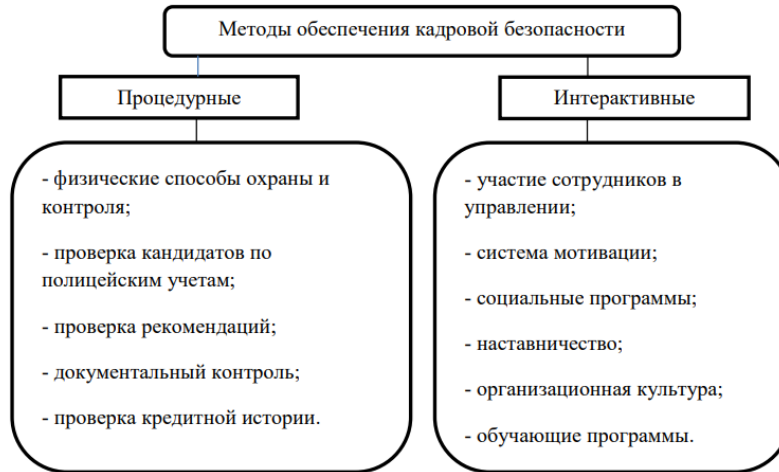 Методы обеспечения кадровой безопасности
Процедурные
Интерактивные
- физические способы охраны и
контроля;
- проверка кандидатов по
полицейским учетам;
- проверка рекомендаций;
- документальный контроль;
- проверка кредитной истории.
- участие сотрудников в
управлении;
- система мотивации;
- социальные программы;
- наставничество;
- организационная культура;
- обучающие программы.